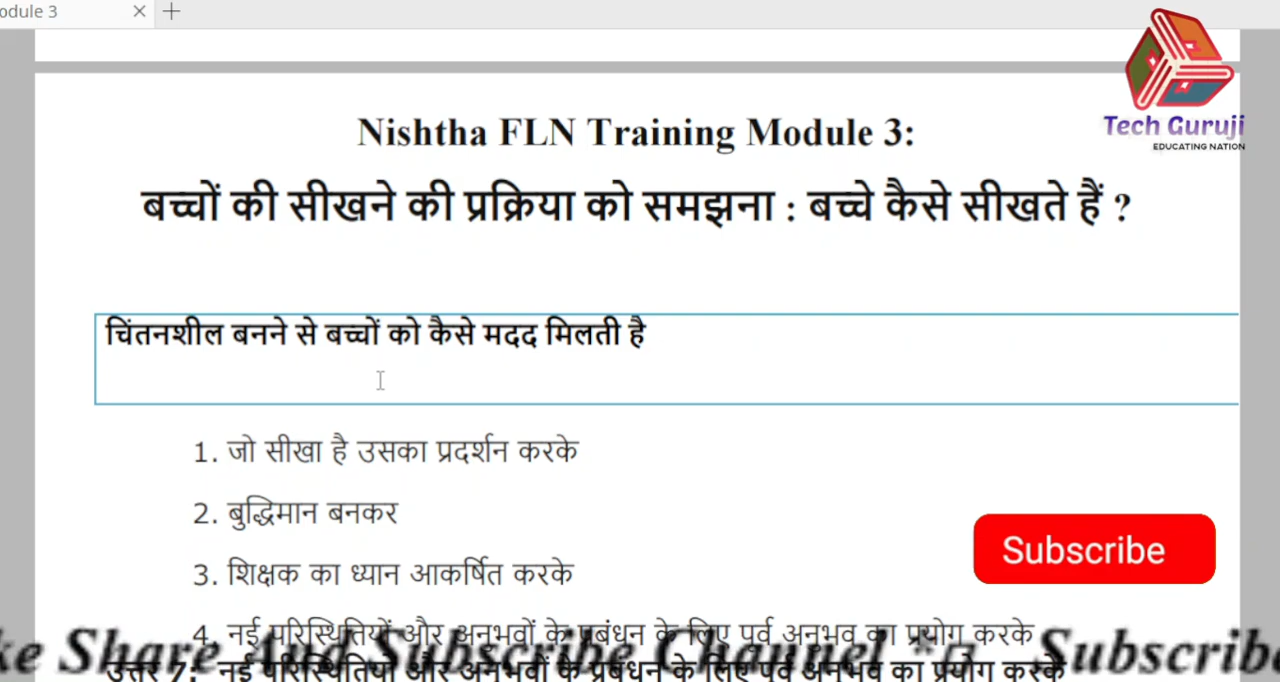 odule 3
Tech Guruji
EDUCATING NATION
Nishtha FLN Training Module 3:
बच्चों की सीखने की प्रक्रिया को समझना : बच्चे कैसे सीखते हैं ?
चिंतनशील बनने से बच्चों को कैसे मदद मिलती है
1. जो सीखा है उसका प्रदर्शन करके
2. बुद्धिमान बनकर
3. शिक्षक का ध्यान आकर्षित करके
Subscribe
4. नई परिस्थितियों और अनुभवों के प्रबंधन के लिए पूर्व अनुभव का प्रयोग करके
ke Share And Subscribe Channel * Subscrib
उत्तर 7: नई परिस्थितियों और अनुभवों के प्रबंधन के लिए पूर्व अनुभव का प्रयोग करके